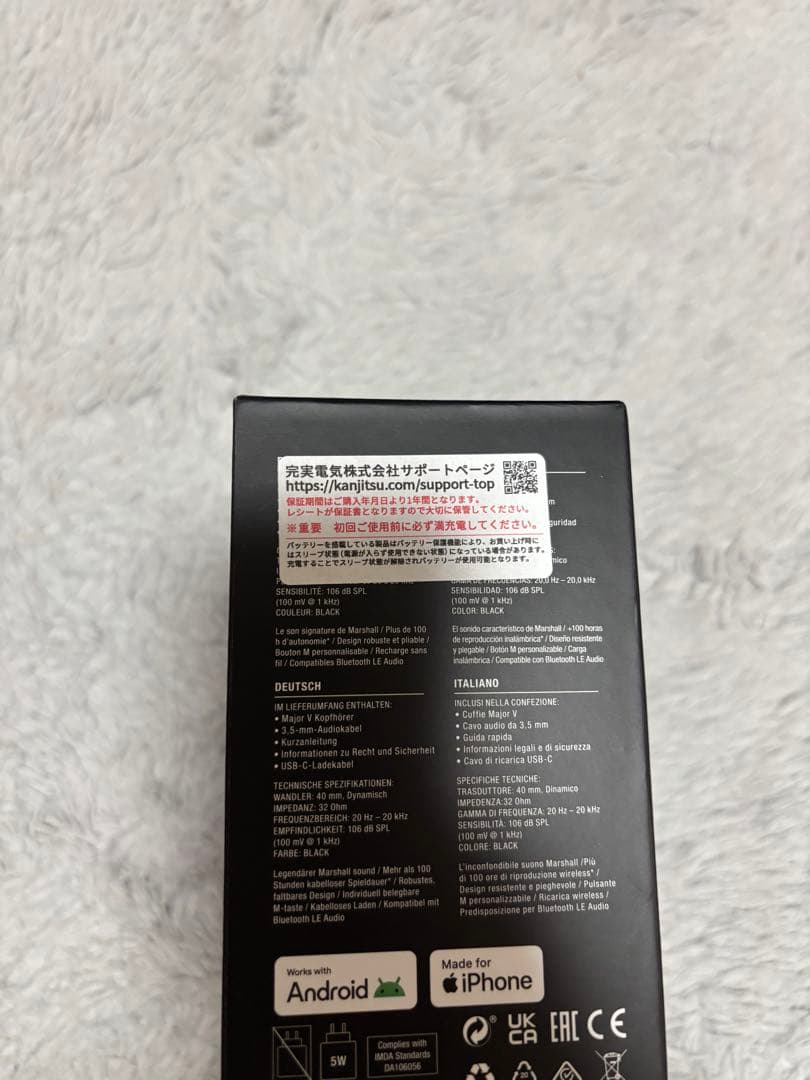 完実電気株式会社サポートページ
https://kanjitsu.com/support-top
保証期間はご購入年月日より1年間となります。
レシートが保証書となりますので大切に保管してください。
※重要　初回ご使用前に必ず満充電してください。
バッテリーを搭載している製品はバッテリー保護機能により、お買い上げ時に
はスリープ状態(電源が入らず使用できない状態)になっている場合があります。
充電することでスリープ状態が解除されバッテリーが使用可能となります。
SENSIBILITÉ: 106 dB SPL
(100 mV @ 1 kHz)
COULEUR: BLACK
Le son signature de Marshall / Plus de 100
h d'autonomie* / Design robuste et pliable /
Bouton M personnalisable / Recharge sans
fil / Compatibles Bluetooth LE Audio
GAMA DE FRECUENCIAS: 20,0 Hz – 20,0 kHz
SENSIBILIDAD: 106 dB SPL
(100 mV @ 1 kHz)
COLOR: BLACK
El sonido característico de Marshall / +100 horas
de reproducción inalámbrica* / Diseño resistente
y plegable / Botón M personalizable / Carga
inalámbrica / Compatible con Bluetooth LE Audio
DEUTSCH
IM LIEFERUMFANG ENTHALTEN:
• Major V Kopfhörer
• 3,5-mm-Audiokabel
• Kurzanleitung
• Informationen zu Recht und Sicherheit
• USB-C-Ladekabel
TECHNISCHE SPEZIFIKATIONEN:
WANDLER: 40 mm, Dynamisch
IMPEDANZ: 32 Ohm
FREQUENZBEREICH: 20 Hz – 20 kHz
EMPFINDLICHKEIT: 106 dB SPL
(100 mV @ 1 kHz)
FARBE: BLACK
Legendärer Marshall sound / Mehr als 100
Stunden kabelloser Spieldauer* / Robustes,
faltbares Design / Individuell belegbare
M-taste / Kabelloses Laden / Kompatibel mit
Bluetooth LE Audio
ITALIANO
INCLUSI NELLA CONFEZIONE:
• Cuffie Major V
• Cavo audio da 3,5 mm
• Guida rapida
• Informazioni legali e di sicurezza
• Cavo di ricarica USB-C
SPECIFICHE TECNICHE:
TRASDUTTORE: 40 mm, Dinamico
IMPEDENZA:32 Ohm
GAMMA DI FREQUENZA: 20 Hz – 20 kHz
SENSIBILITÀ: 106 dB SPL
(100 mV @ 1 kHz)
COLORE: BLACK
L'inconfondibile suono Marshall /Più
di 100 ore di riproduzione wireless* /
Design resistente e pieghevole / Pulsante
M personalizzabile / Ricarica wireless /
Predisposizione per Bluetooth LE Audio
Works with
Android
Made for
iPhone
5W
Complies with
IMDA Standards
DA106056
UK
CA
EAC
CE
20